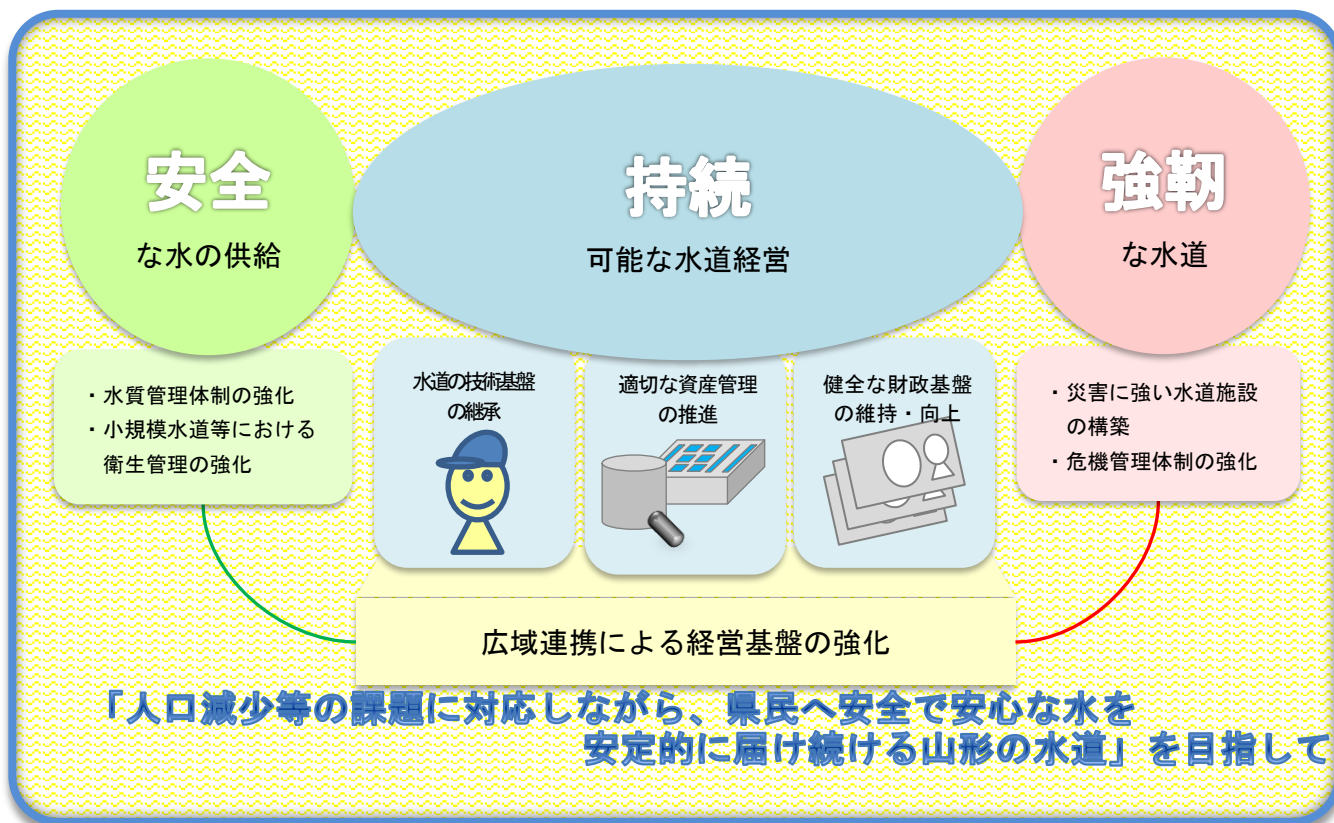 安全
な水の供給
持続
可能な水道経営
強靭
な水道
・水質管理体制の強化
・小規模水道等における
衛生管理の強化
水道の技術基盤
の継承
適切な資産管理
の推進
健全な財政基盤
の維持・向上
・災害に強い水道施設
の構築
・危機管理体制の強化
広域連携による経営基盤の強化
「人口減少等の課題に対応しながら、県民へ安全で安心な水を
安定的に届け続ける山形の水道」を目指して